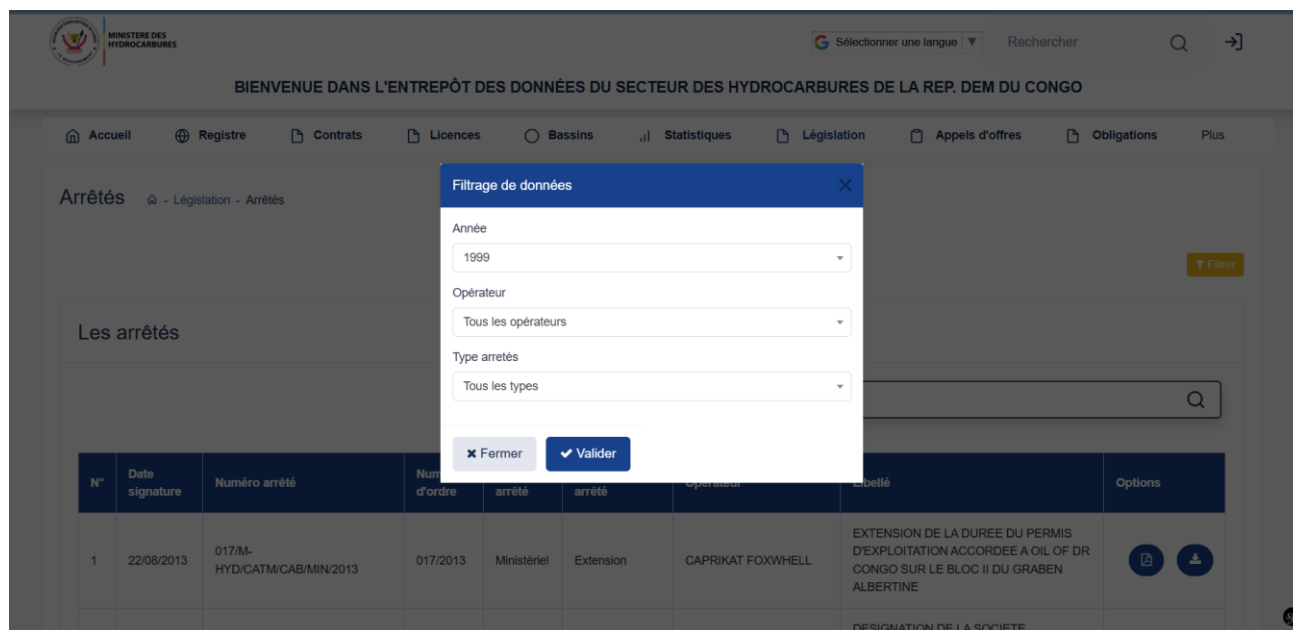 MINISTERE DES
HYDROCARBURES
Sélectionner une langue ▼
Rechercher
BIENVENUE DANS L'ENTREPÔT DES DONNÉES DU SECTEUR DES HYDROCARBURES DE LA REP. DEM DU CONGO
Accueil Registre Contrats Licences Bassins Statistiques Législation Appels d'offres Obligations Plus
Arrêtés - Législation - Arrêtés
Filtrage de données
Année
1999
Filtrer
Opérateur
Tous les opérateurs
Les arrêtés
Type arretés
Tous les types
Fermer Valider
N° Date signature Numéro arrêté d'ordre arrêté arrêté Libellé Options
1 22/08/2013 017/M-HYD/CATM/CAB/MIN/2013 017/2013 Ministériel Extension CAPRIKAT FOXWHELL
EXTENSION DE LA DUREE DU PERMIS
D'EXPLOITATION ACCORDEE A OIL OF DR
CONGO SUR LE BLOC II DU GRABEN
ALBERTINE
DESIGNATION DE LA SOCIETE